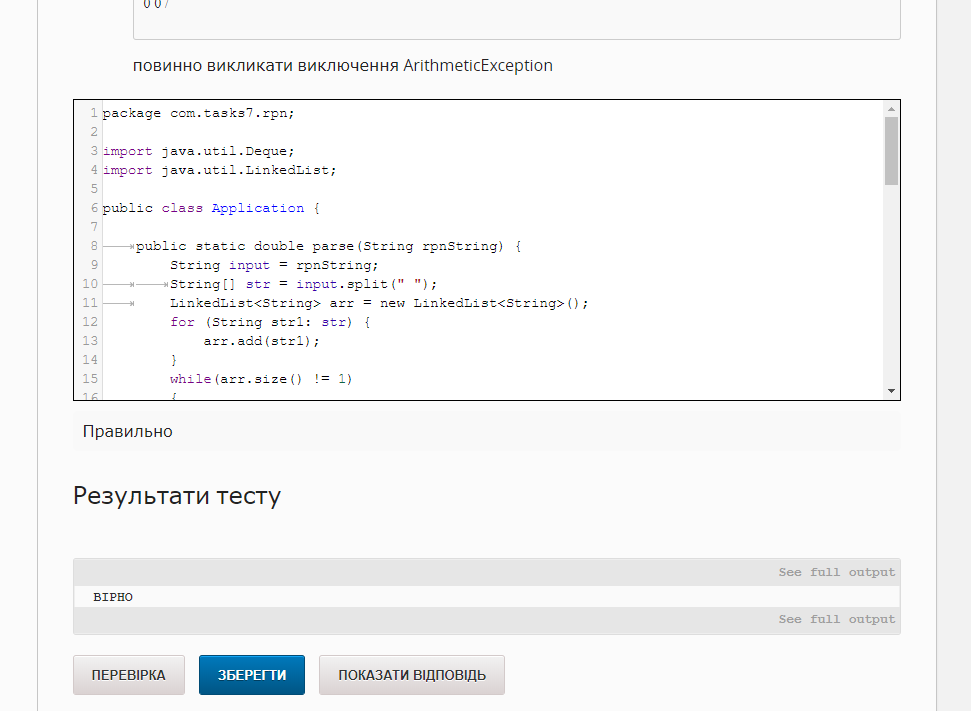 0 0 /
повинно викликати виключення ArithmeticException
1 package com.tasks7.rpn;
2
3 import java.util.Deque;
4 import java.util.LinkedList;
5
6 public class Application {
7
8 public static double parse(String rpnString) {
9 String input = rpnString;
10 String[] str = input.split(" ");
11 LinkedList<String> arr = new LinkedList<String>();
12 for (String str1: str) {
13 arr.add(str1);
14 }
15 while(arr.size() != 1)
16 {
Правильно
Результати тесту
See full output
ВІРНО
See full output
ПЕРЕВІРКА ЗБЕРЕГТИ ПОКАЗАТИ ВІДПОВІДЬ